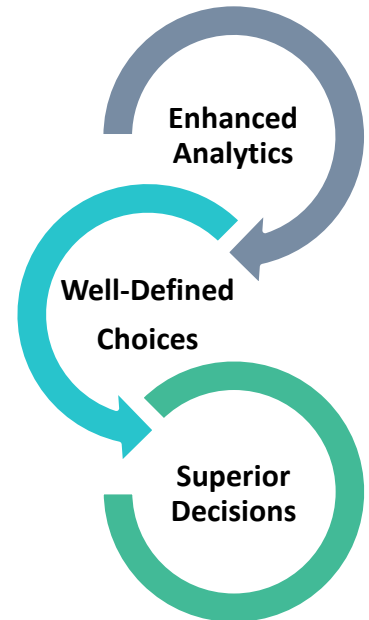 Enhanced
Analytics
Well-Defined
Choices
Superior
Decisions